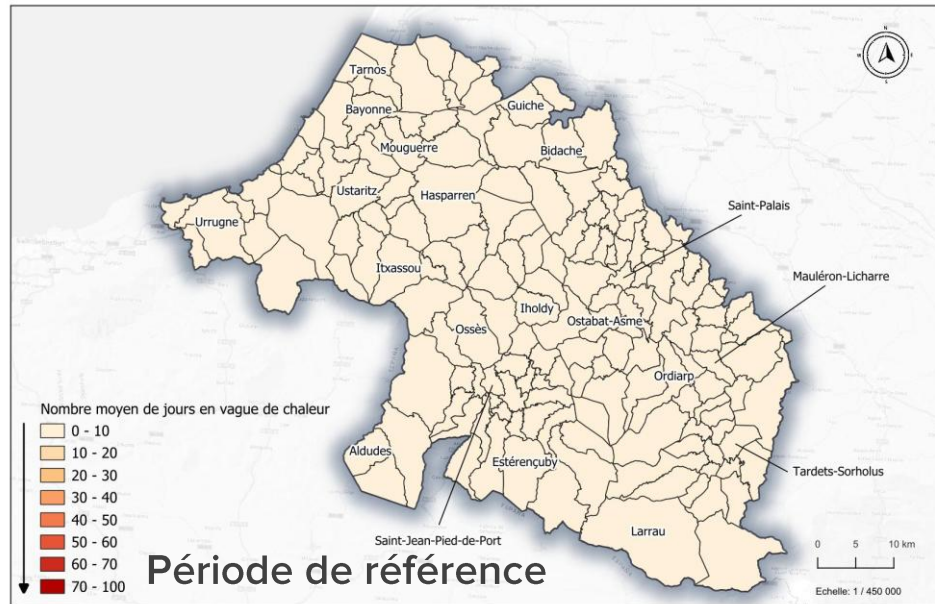 N
W
E
S
Tarnos
Guiche
Bayonne
Mouguerre
Bidache
Ustaritz
Hasparren
Saint-Palais
Urrugne
Itxassou
Mauléron-Licharre
Iholdy
Ostabat-Asme
Ossès
Ordiarp
Nombre moyen de jours en vague de chaleur
0 - 10
10 - 20
20 - 30
30 - 40
40 - 50
50 - 60
60 - 70
70 - 100
Aldudes
Estérençuby
Tardets-Sorholus
Saint-Jean-Pied-de-Port
Larrau
Période de référence
0 5 10 km
Echelle: 1 / 450 000